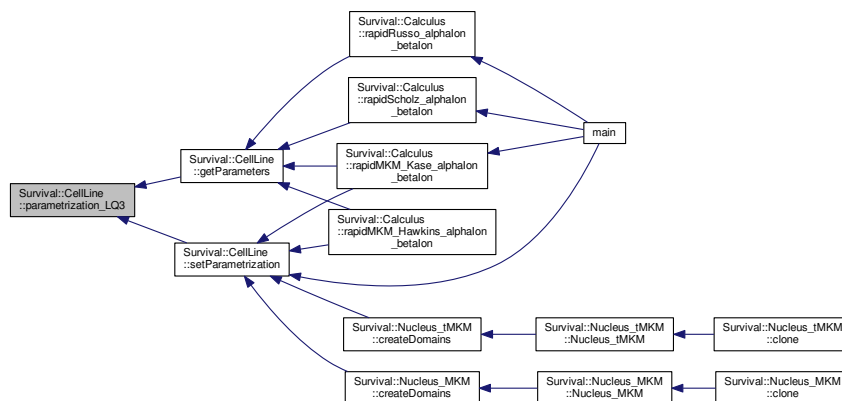 Survival::Calculus
::rapidRusso_alphaIon
_betaIon
Survival::Calculus
::rapidScholz_alphaIon
_betaIon
main
Survival::CellLine
::getParameters
Survival::Calculus
::rapidMKM_Kase_alphaIon
_betaIon
Survival::CellLine
::parametrization_LQ3
Survival::Calculus
::rapidMKM_Hawkins_alphaIon
_betaIon
Survival::CellLine
::setParametrization
Survival::Nucleus_tMKM
::createDomains
Survival::Nucleus_tMKM
::Nucleus_tMKM
Survival::Nucleus_tMKM
::clone
Survival::Nucleus_MKM
::createDomains
Survival::Nucleus_MKM
::Nucleus_MKM
Survival::Nucleus_MKM
::clone